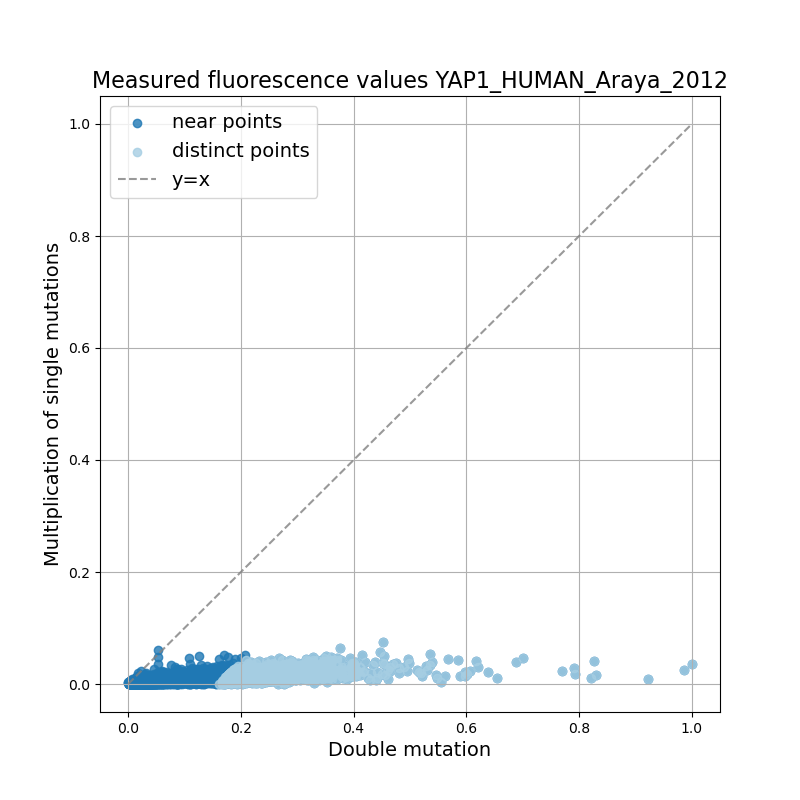 Measured fluorescence values YAP1_HUMAN_Araya_2012
near points
distinct points
y=x
1.0
0.8
0.6
0.4
0.2
0.0
Multiplication of single mutations
0.0 0.2 0.4 0.6 0.8 1.0
Double mutation